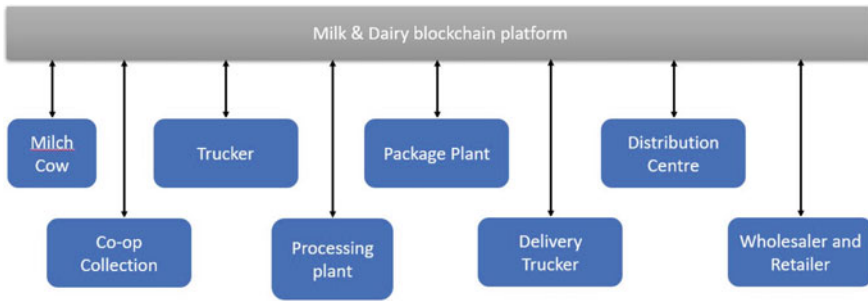 Milk & Dairy blockchain platform
Milch
Cow
Trucker
Package Plant
Distribution
Centre
Co-op
Collection
Processing
plant
Delivery
Trucker
Wholesaler and
Retailer